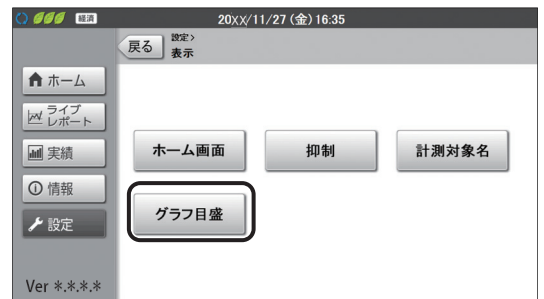 経済 20XX/11/27(金)16:35
戻る
設定>
表示
ホーム
ライブ
レポート
実績
情報
設定
ホーム画面 抑制 計測対象名
グラフ目盛
Ver *.*.*.*